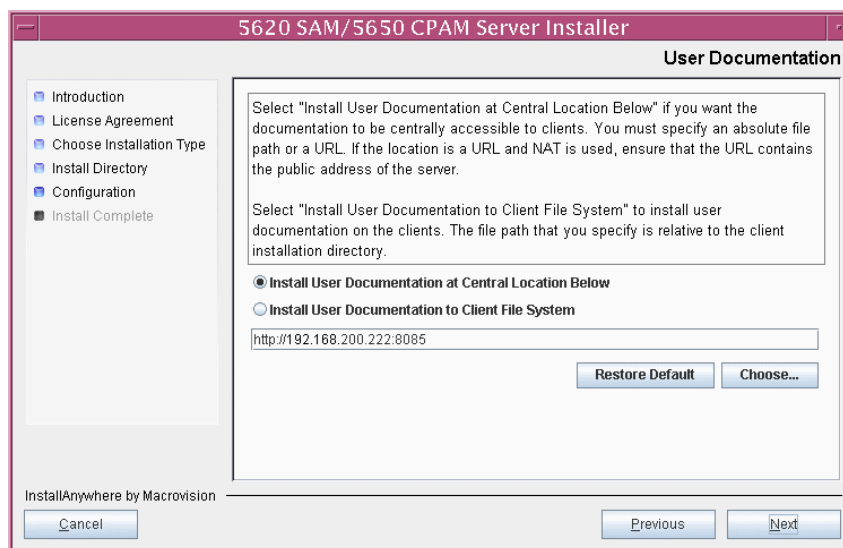 5620 SAM/5650 CPAM Server Installer
User Documentation
Introduction
License Agreement
Choose Installation Type
Install Directory
Configuration
Install Complete
Select "Install User Documentation at Central Location Below" if you want the
documentation to be centrally accessible to clients. You must specify an absolute file
path or a URL. If the location is a URL and NAT is used, ensure that the URL contains
the public address of the server.
Select "Install User Documentation to Client File System" to install user
documentation on the clients. The file path that you specify is relative to the client
installation directory.
Install User Documentation at Central Location Below
Install User Documentation to Client File System
http://192.168.200.222:8085
Restore Default
Choose...
InstallAnywhere by Macrovision
Cancel
Previous
Next